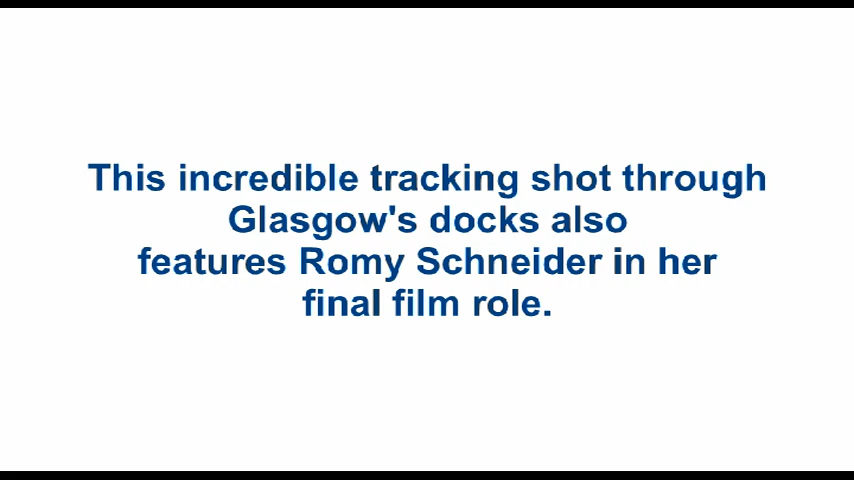 This incredible tracking shot through
Glasgow's docks also
features Romy Schneider in her
final film role.